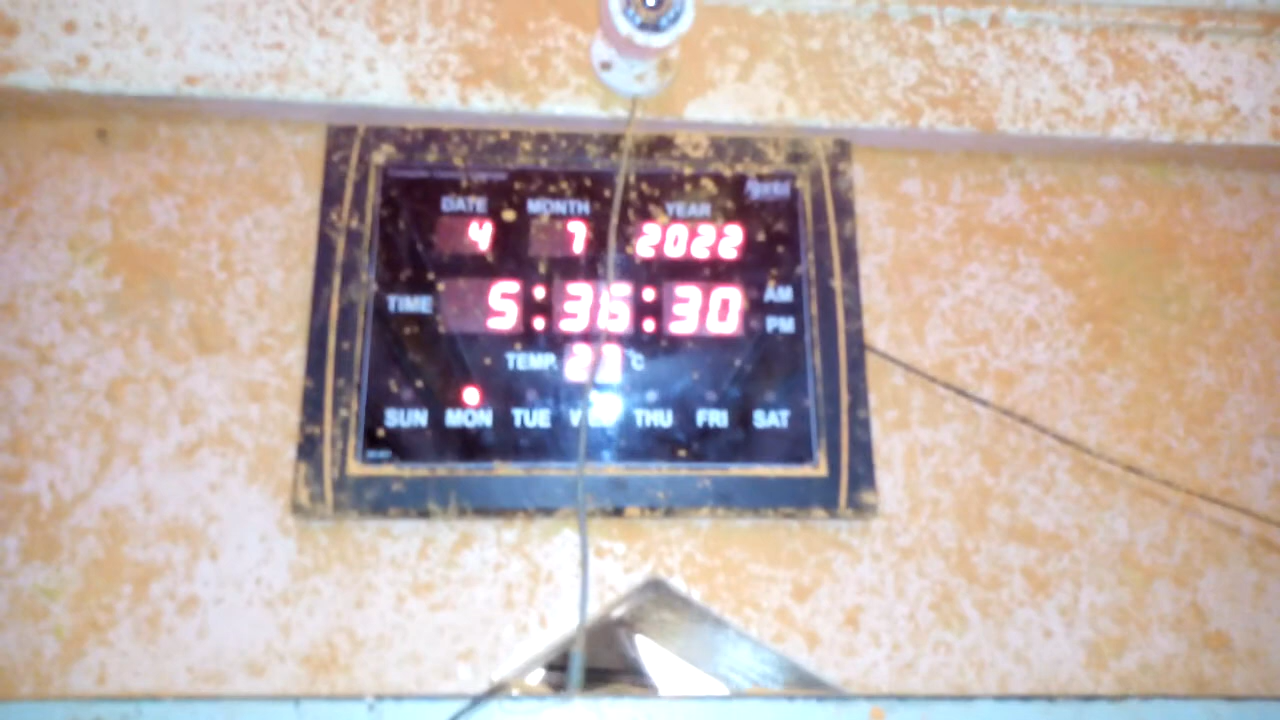 DATE MONTH YEAR
4 7 2022
TIME 5:36:30 AM
PM
TEMP. °C
SUN MON TUE WED THU FRI SAT